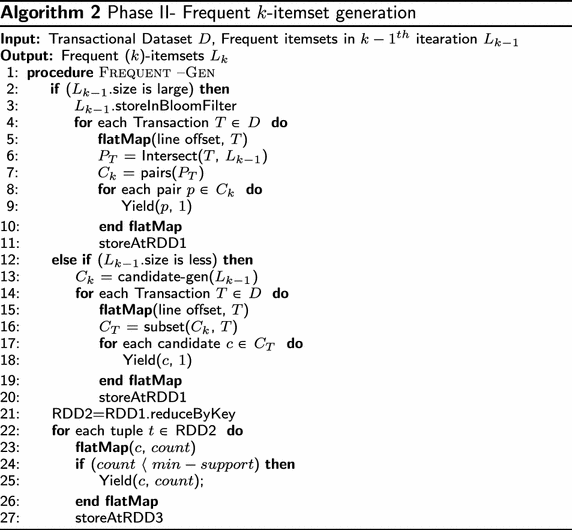 Algorithm 2 Phase II- Frequent k-itemset generation
Input: Transactional Dataset D, Frequent itemsets in k − 1^th itearation L_{k−1}
Output: Frequent (k)-itemsets L_k
1: procedure Frequent –Gen
2: if (L_{k−1}.size is large) then
3: L_{k−1}.storeInBloomFilter
4: for each Transaction T ∈ D do
5: flatMap(line offset, T)
6: P_T = Intersect(T, L_{k−1})
7: C_k = pairs(P_T)
8: for each pair p ∈ C_k do
9: Yield(p, 1)
10: end flatMap
11: storeAtRDD1
12: else if (L_{k−1}.size is less) then
13: C_k = candidate-gen(L_{k−1})
14: for each Transaction T ∈ D do
15: flatMap(line offset, T)
16: C_T = subset(C_k, T)
17: for each candidate c ∈ C_T do
18: Yield(c, 1)
19: end flatMap
20: storeAtRDD1
21: RDD2=RDD1.reduceByKey
22: for each tuple t ∈ RDD2 do
23: flatMap(c, count)
24: if (count ⟨ min − support) then
25: Yield(c, count);
26: end flatMap
27: storeAtRDD3